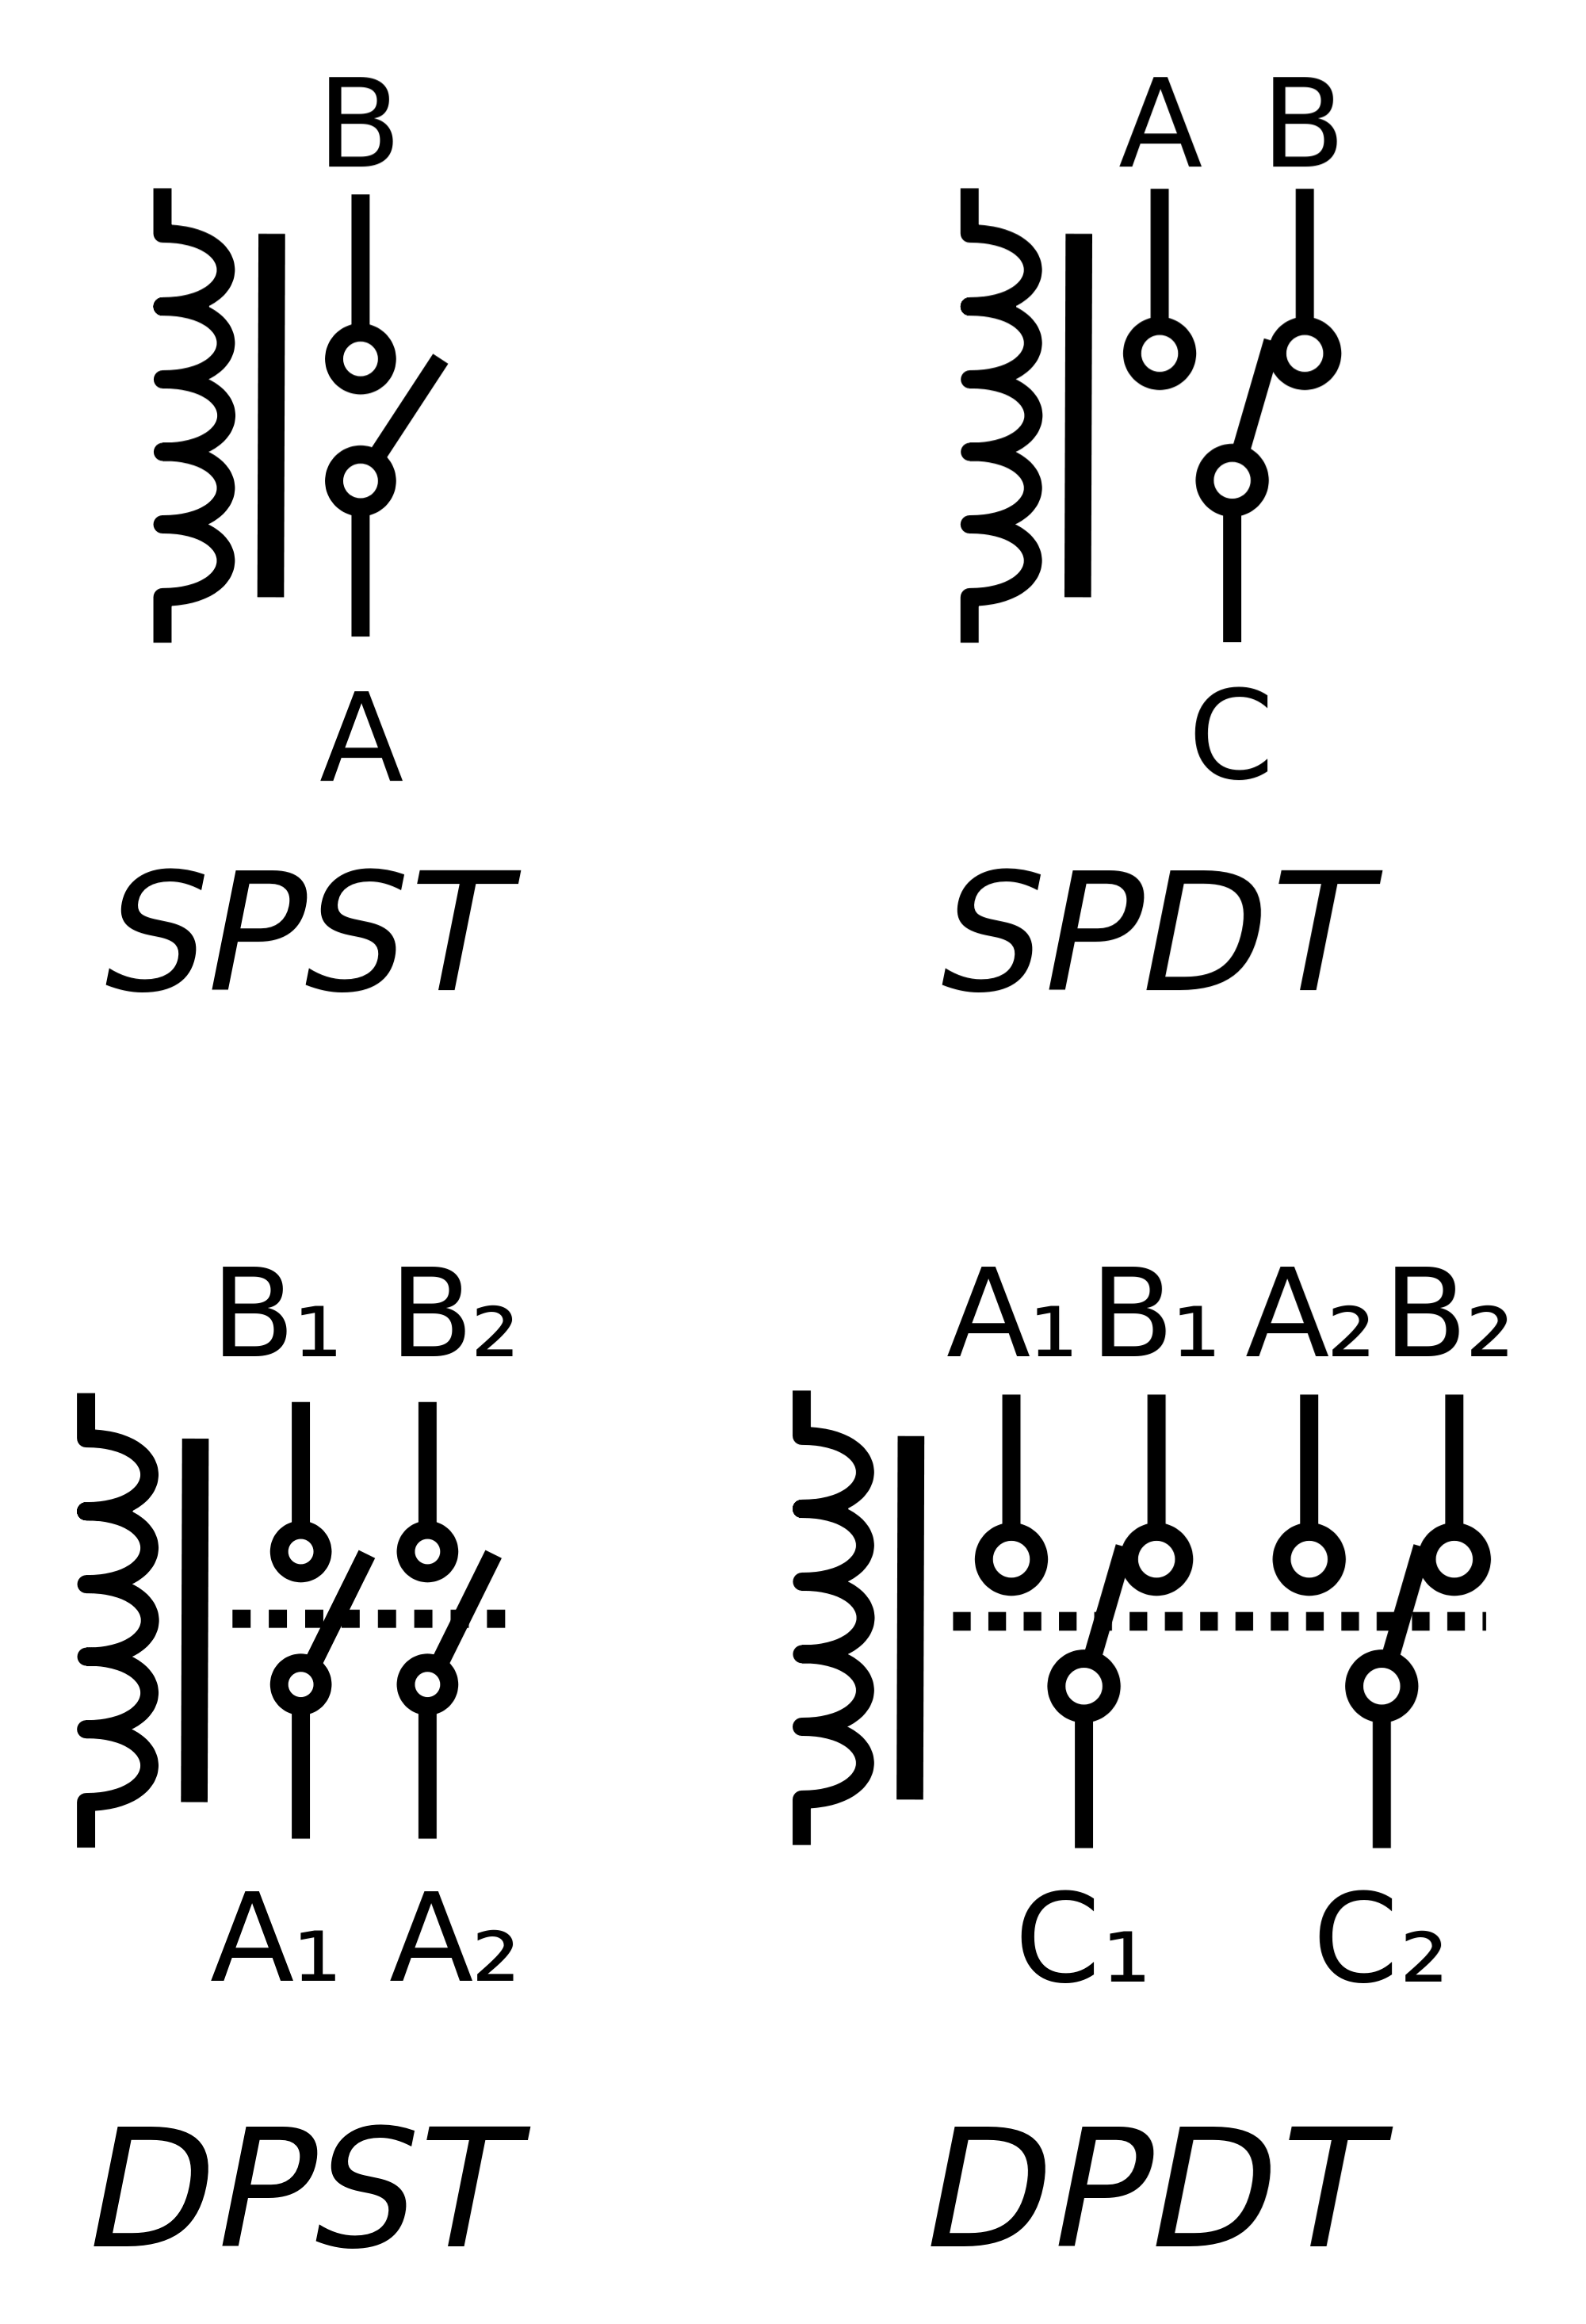 B
A B
A
C
SPST
SPDT
B₁ B₂
A₁ B₁ A₂ B₂
A₁ A₂
C₁ C₂
DPST
DPDT